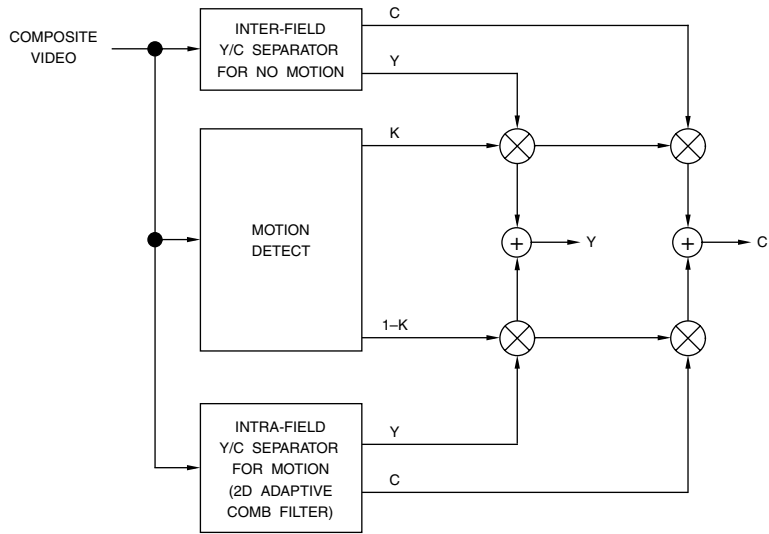 COMPOSITE
VIDEO
INTER-FIELD
Y/C SEPARATOR
FOR NO MOTION
C
Y
K
MOTION
DETECT
+
Y
+
C
1–K
INTRA-FIELD
Y/C SEPARATOR
FOR MOTION
(2D ADAPTIVE
COMB FILTER)
Y
C